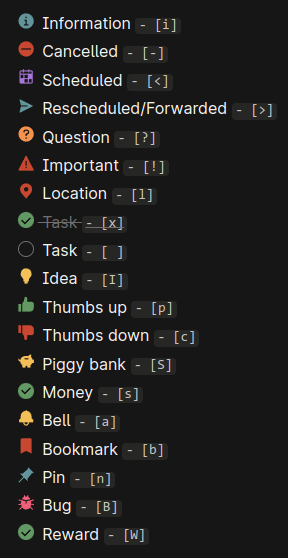 Information - [i]
Cancelled - [-]
Scheduled - [<]
Rescheduled/Forwarded - [>]
Question - [?]
Important - [!]
Location - [l]
Task - [x]
Task - [ ]
Idea - [I]
Thumbs up - [p]
Thumbs down - [c]
Piggy bank - [S]
Money - [s]
Bell - [a]
Bookmark - [b]
Pin - [n]
Bug - [B]
Reward - [W]